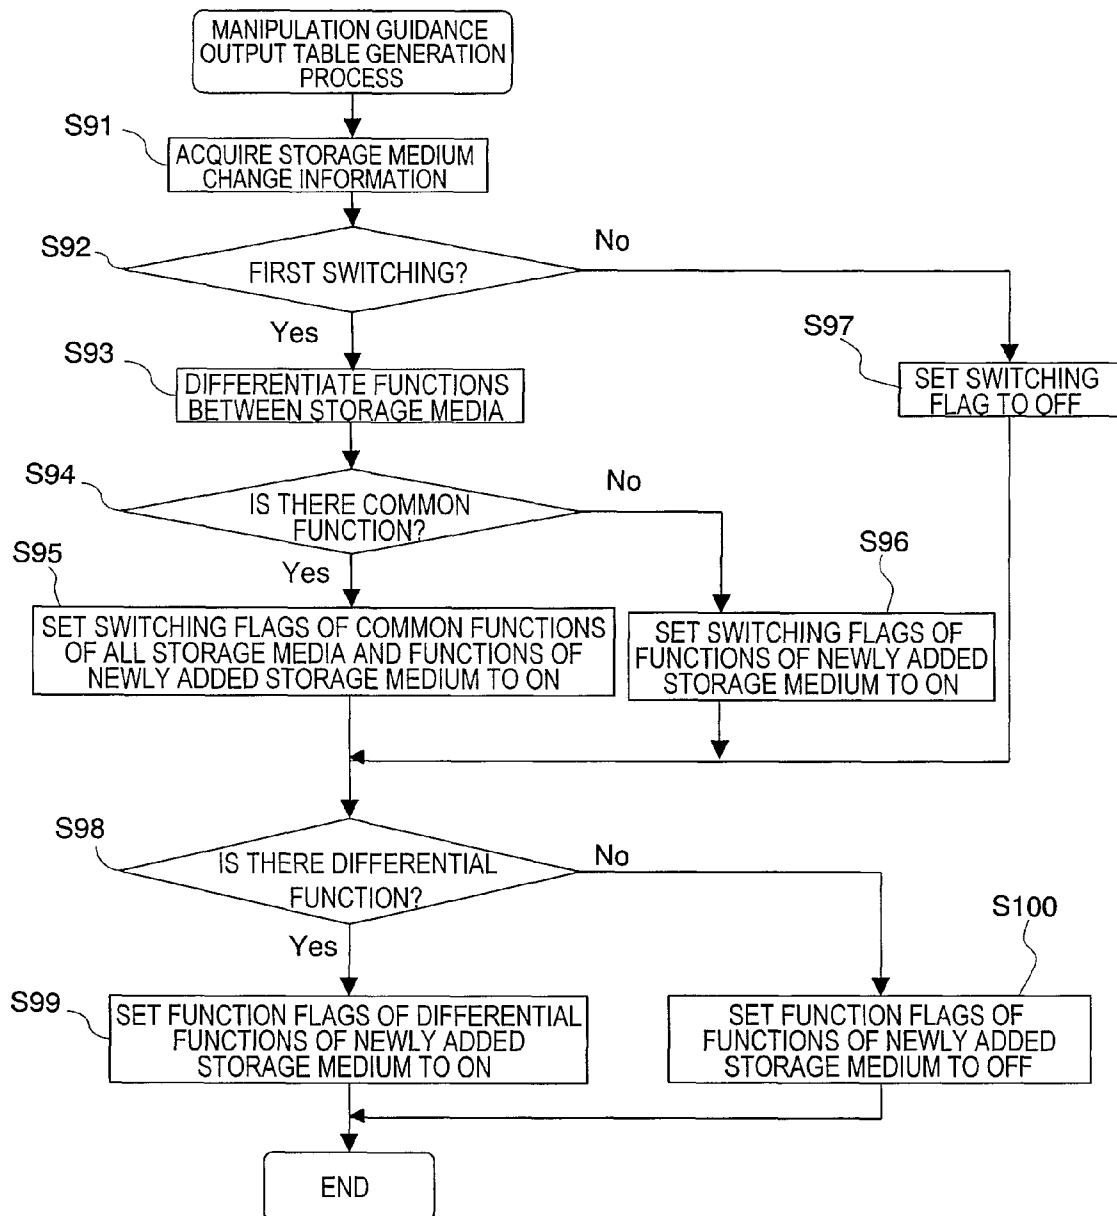 MANIPULATION GUIDANCE
OUTPUT TABLE GENERATION
PROCESS
S91
ACQUIRE STORAGE MEDIUM
CHANGE INFORMATION
S92
FIRST SWITCHING?
No
Yes
S93
DIFFERENTIATE FUNCTIONS
BETWEEN STORAGE MEDIA
S97
SET SWITCHING
FLAG TO OFF
S94
IS THERE COMMON
FUNCTION?
No
Yes
S95
SET SWITCHING FLAGS OF COMMON FUNCTIONS
OF ALL STORAGE MEDIA AND FUNCTIONS OF
NEWLY ADDED STORAGE MEDIUM TO ON
S96
SET SWITCHING FLAGS OF
FUNCTIONS OF NEWLY ADDED
STORAGE MEDIUM TO ON
S98
IS THERE DIFFERENTIAL
FUNCTION?
No
Yes
S99
SET FUNCTION FLAGS OF DIFFERENTIAL
FUNCTIONS OF NEWLY ADDED
STORAGE MEDIUM TO ON
S100
SET FUNCTION FLAGS OF
FUNCTIONS OF NEWLY ADDED
STORAGE MEDIUM TO OFF
END